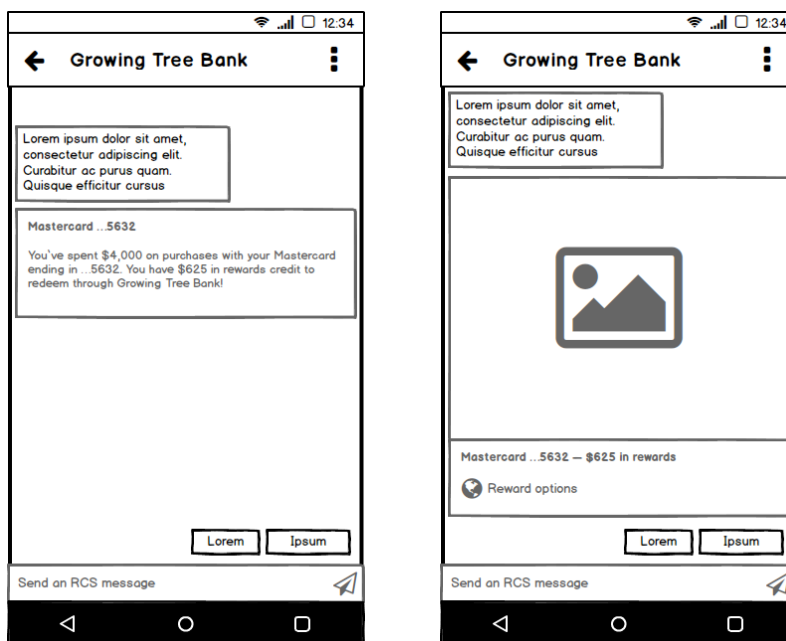 12:34
Growing Tree Bank
Lorem ipsum dolor sit amet,
consectetur adipiscing elit.
Curabitur ac purus quam.
Quisque efficitur cursus
Mastercard ...5632
You've spent $4,000 on purchases with your Mastercard
ending in ...5632. You have $625 in rewards credit to
redeem through Growing Tree Bank!
Lorem
Ipsum
Send an RCS message
12:34
Growing Tree Bank
Lorem ipsum dolor sit amet,
consectetur adipiscing elit.
Curabitur ac purus quam.
Quisque efficitur cursus
Mastercard ...5632 — $625 in rewards
Reward options
Lorem
Ipsum
Send an RCS message